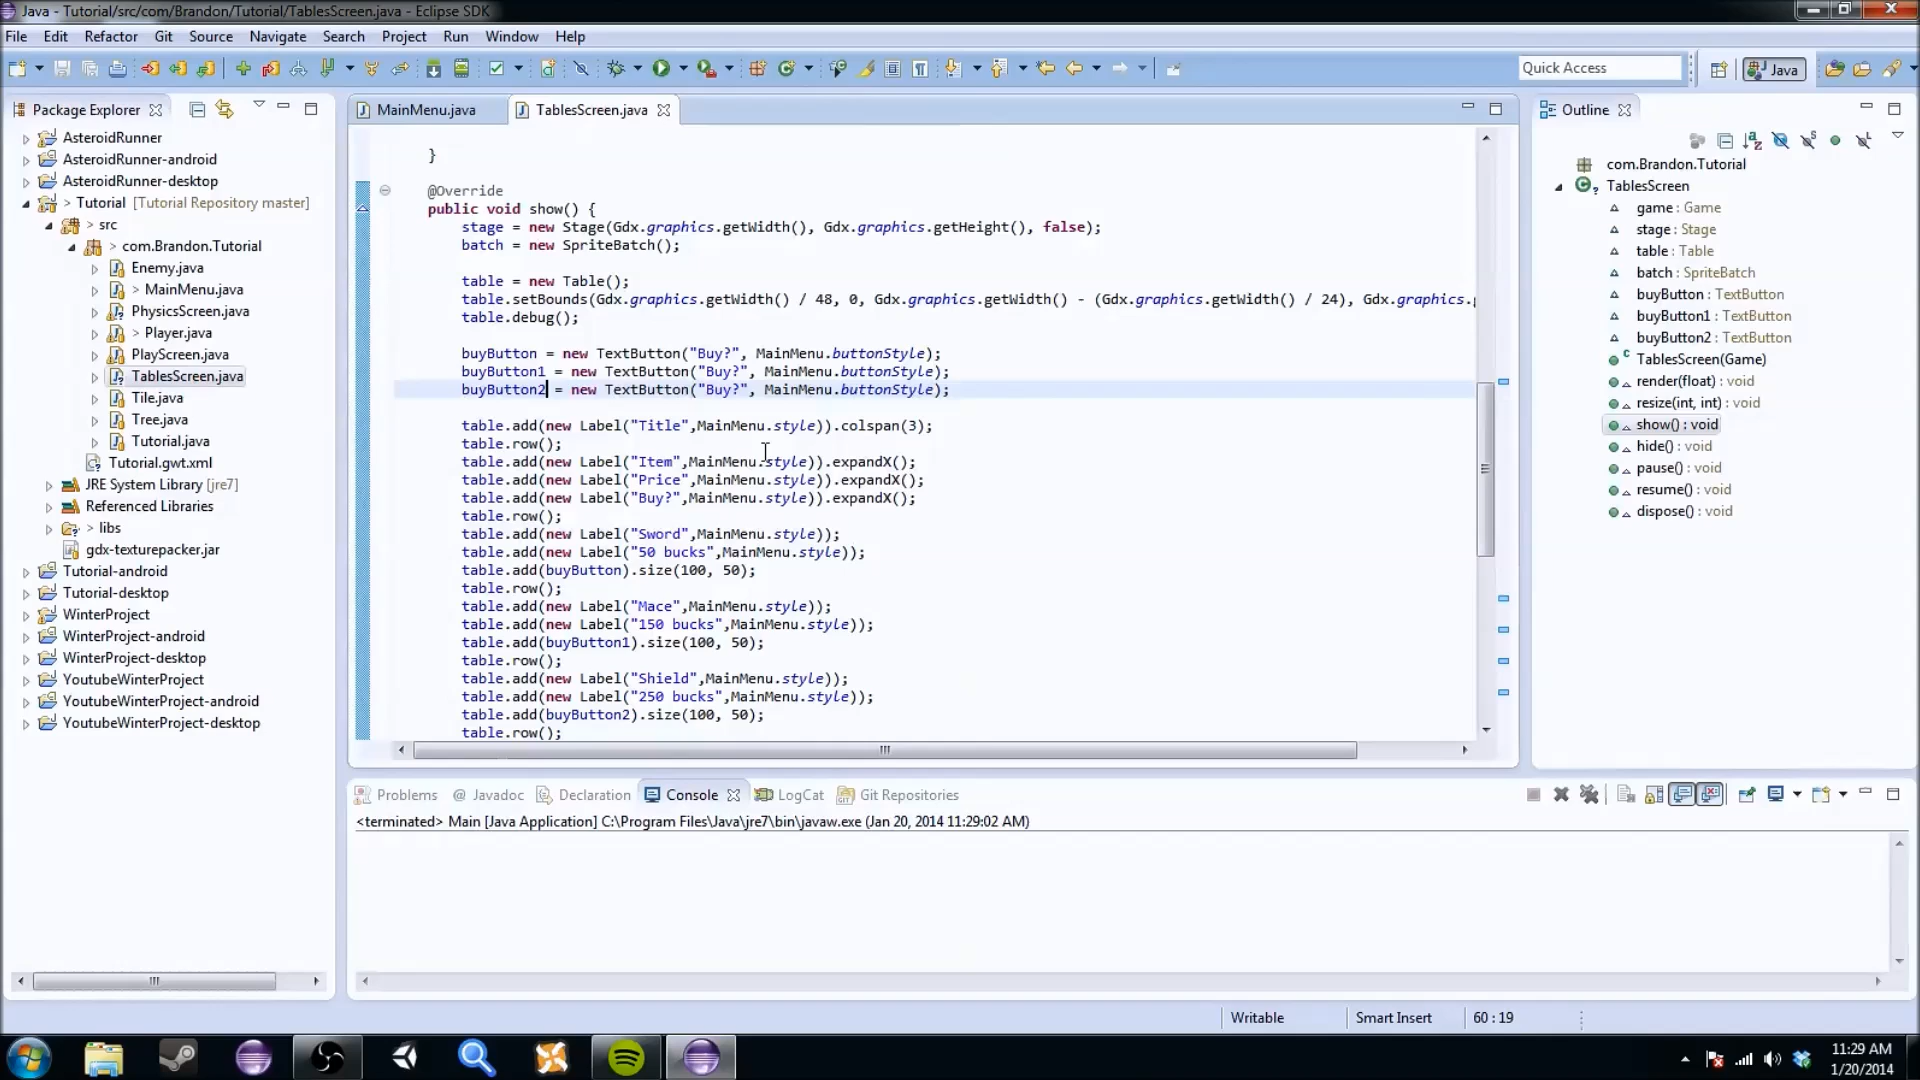 Java - Tutorial/src/com/Brandon/Tutorial/TablesScreen.java - Eclipse SDK
File Edit Refactor Git Source Navigate Search Project Run Window Help
Quick Access
Java
Package Explorer
AsteroidRunner
AsteroidRunner-android
AsteroidRunner-desktop
> Tutorial [Tutorial Repository master]
> src
> com.Brandon.Tutorial
Enemy.java
> MainMenu.java
PhysicsScreen.java
> Player.java
PlayScreen.java
TablesScreen.java
Tile.java
Tree.java
Tutorial.java
Tutorial.gwt.xml
JRE System Library [jre7]
Referenced Libraries
> libs
gdx-texturepacker.jar
Tutorial-android
Tutorial-desktop
WinterProject
WinterProject-android
WinterProject-desktop
YoutubeWinterProject
YoutubeWinterProject-android
YoutubeWinterProject-desktop
MainMenu.java TablesScreen.java
}
@Override
public void show() {
stage = new Stage(Gdx.graphics.getWidth(), Gdx.graphics.getHeight(), false);
batch = new SpriteBatch();
table = new Table();
table.setBounds(Gdx.graphics.getWidth() / 48, 0, Gdx.graphics.getWidth() - (Gdx.graphics.getWidth() / 24), Gdx.graphics.
table.debug();
buyButton = new TextButton("Buy?", MainMenu.buttonStyle);
buyButton1 = new TextButton("Buy?", MainMenu.buttonStyle);
buyButton2 = new TextButton("Buy?", MainMenu.buttonStyle);
table.add(new Label("Title",MainMenu.style)).colspan(3);
table.row();
table.add(new Label("Item",MainMenu.style)).expandX();
table.add(new Label("Price",MainMenu.style)).expandX();
table.add(new Label("Buy?",MainMenu.style)).expandX();
table.row();
table.add(new Label("Sword",MainMenu.style));
table.add(new Label("50 bucks",MainMenu.style));
table.add(buyButton).size(100, 50);
table.row();
table.add(new Label("Mace",MainMenu.style));
table.add(new Label("150 bucks",MainMenu.style));
table.add(buyButton1).size(100, 50);
table.row();
table.add(new Label("Shield",MainMenu.style));
table.add(new Label("250 bucks",MainMenu.style));
table.add(buyButton2).size(100, 50);
table.row();
Outline
com.Brandon.Tutorial
TablesScreen
game : Game
stage : Stage
table : Table
batch : SpriteBatch
buyButton : TextButton
buyButton1 : TextButton
buyButton2 : TextButton
TablesScreen(Game)
render(float) : void
resize(int, int) : void
show() : void
hide() : void
pause() : void
resume() : void
dispose() : void
Problems @ Javadoc Declaration Console LogCat Git Repositories
<terminated> Main [Java Application] C:\Program Files\Java\jre7\bin\javaw.exe (Jan 20, 2014 11:29:02 AM)
Writable Smart Insert 60 : 19
11:29 AM
1/20/2014